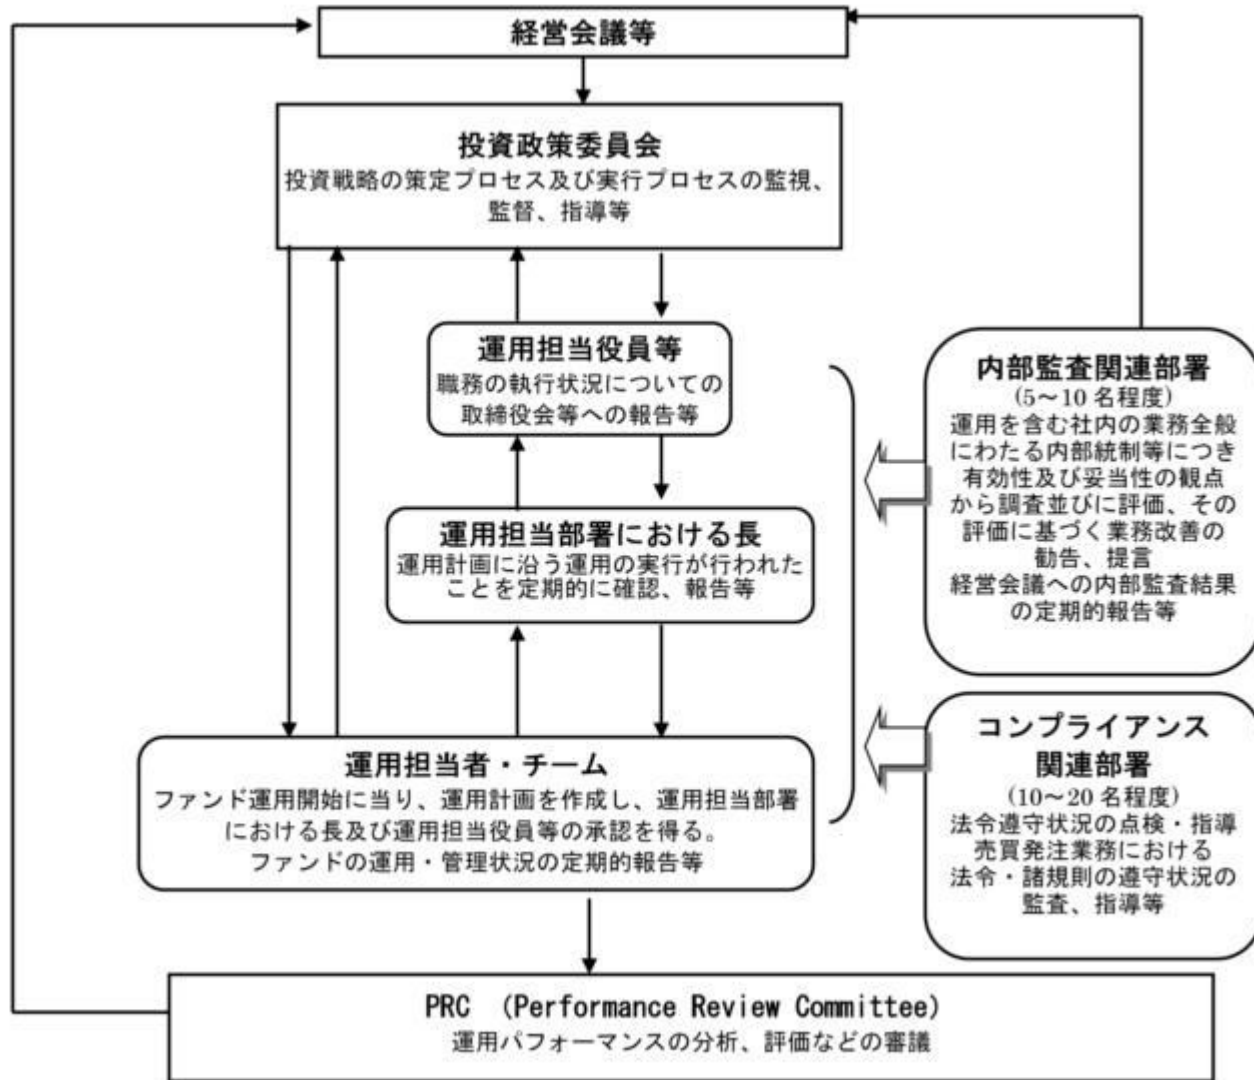 経営会議等
投資政策委員会
投資戦略の策定プロセス及び実行プロセスの監視、
監督、指導等
運用担当役員等
職務の執行状況についての
取締役会等への報告等
運用担当部署における長
運用計画に沿う運用の実行が行われた
ことを定期的に確認、報告等
運用担当者・チーム
ファンド運用開始に当り、運用計画を作成し、運用担当部署
における長及び運用担当役員等の承認を得る。
ファンドの運用・管理状況の定期的報告等
内部監査関連部署
(5～10 名程度)
運用を含む社内の業務全般
にわたる内部統制等につき
有効性及び妥当性の観点
から調査並びに評価、その
評価に基づく業務改善の
勧告、提言
経営会議への内部監査結果
の定期的報告等
コンプライアンス
関連部署
(10～20 名程度)
法令遵守状況の点検・指導
売買発注業務における
法令・諸規則の遵守状況の
監査、指導等
PRC （Performance Review Committee）
運用パフォーマンスの分析、評価などの審議